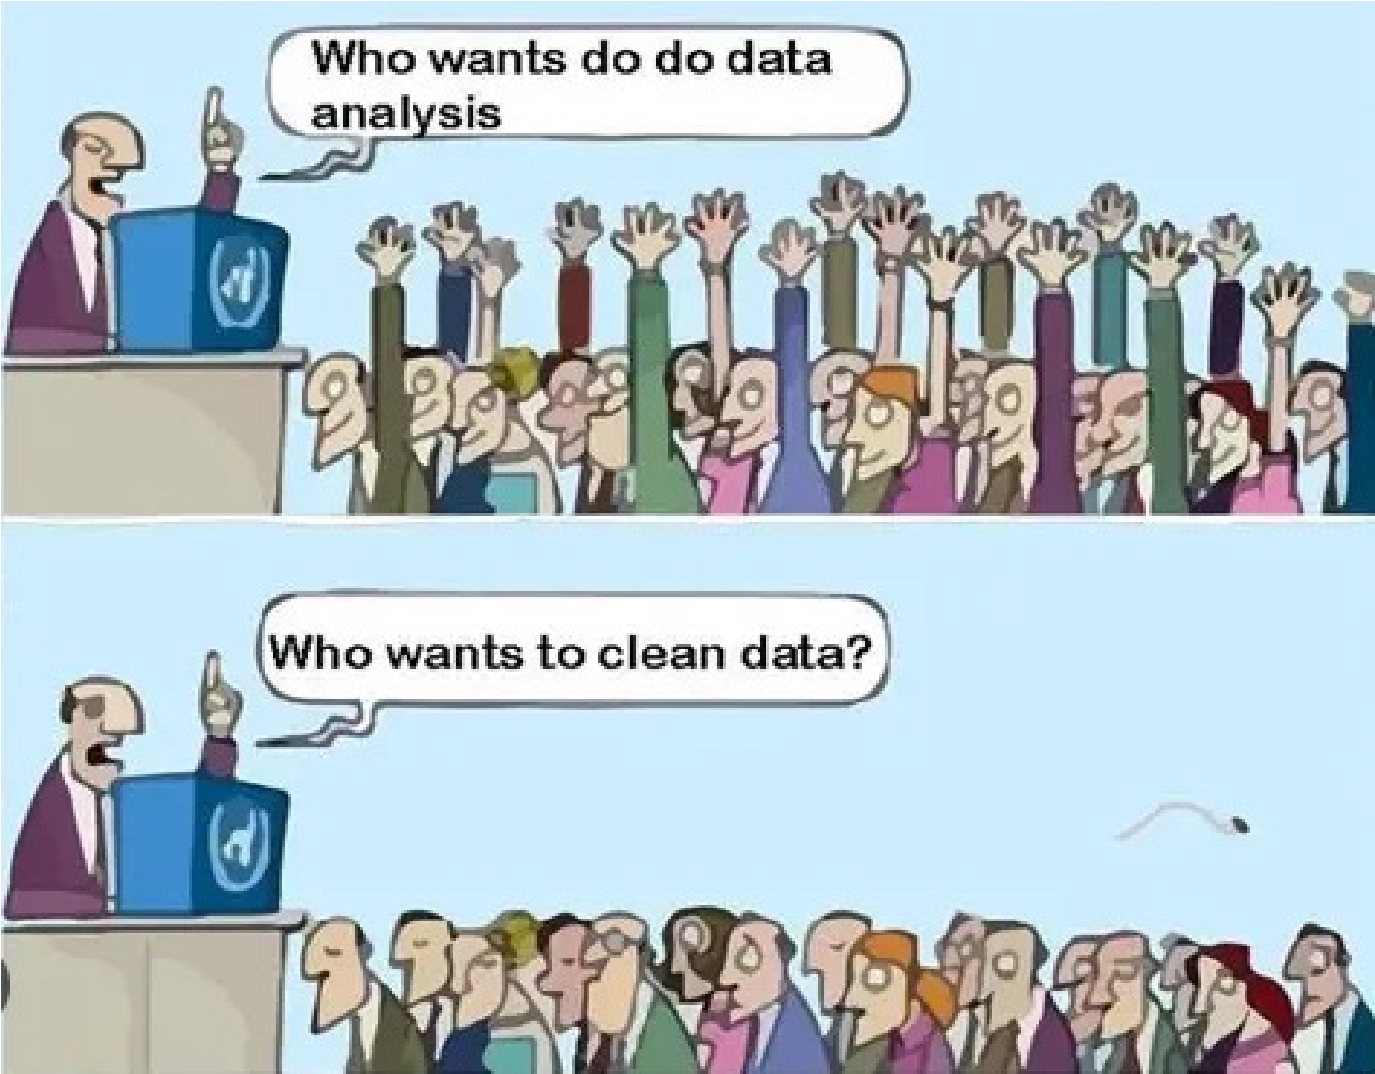 Who wants do do data
analysis
Who wants to clean data?